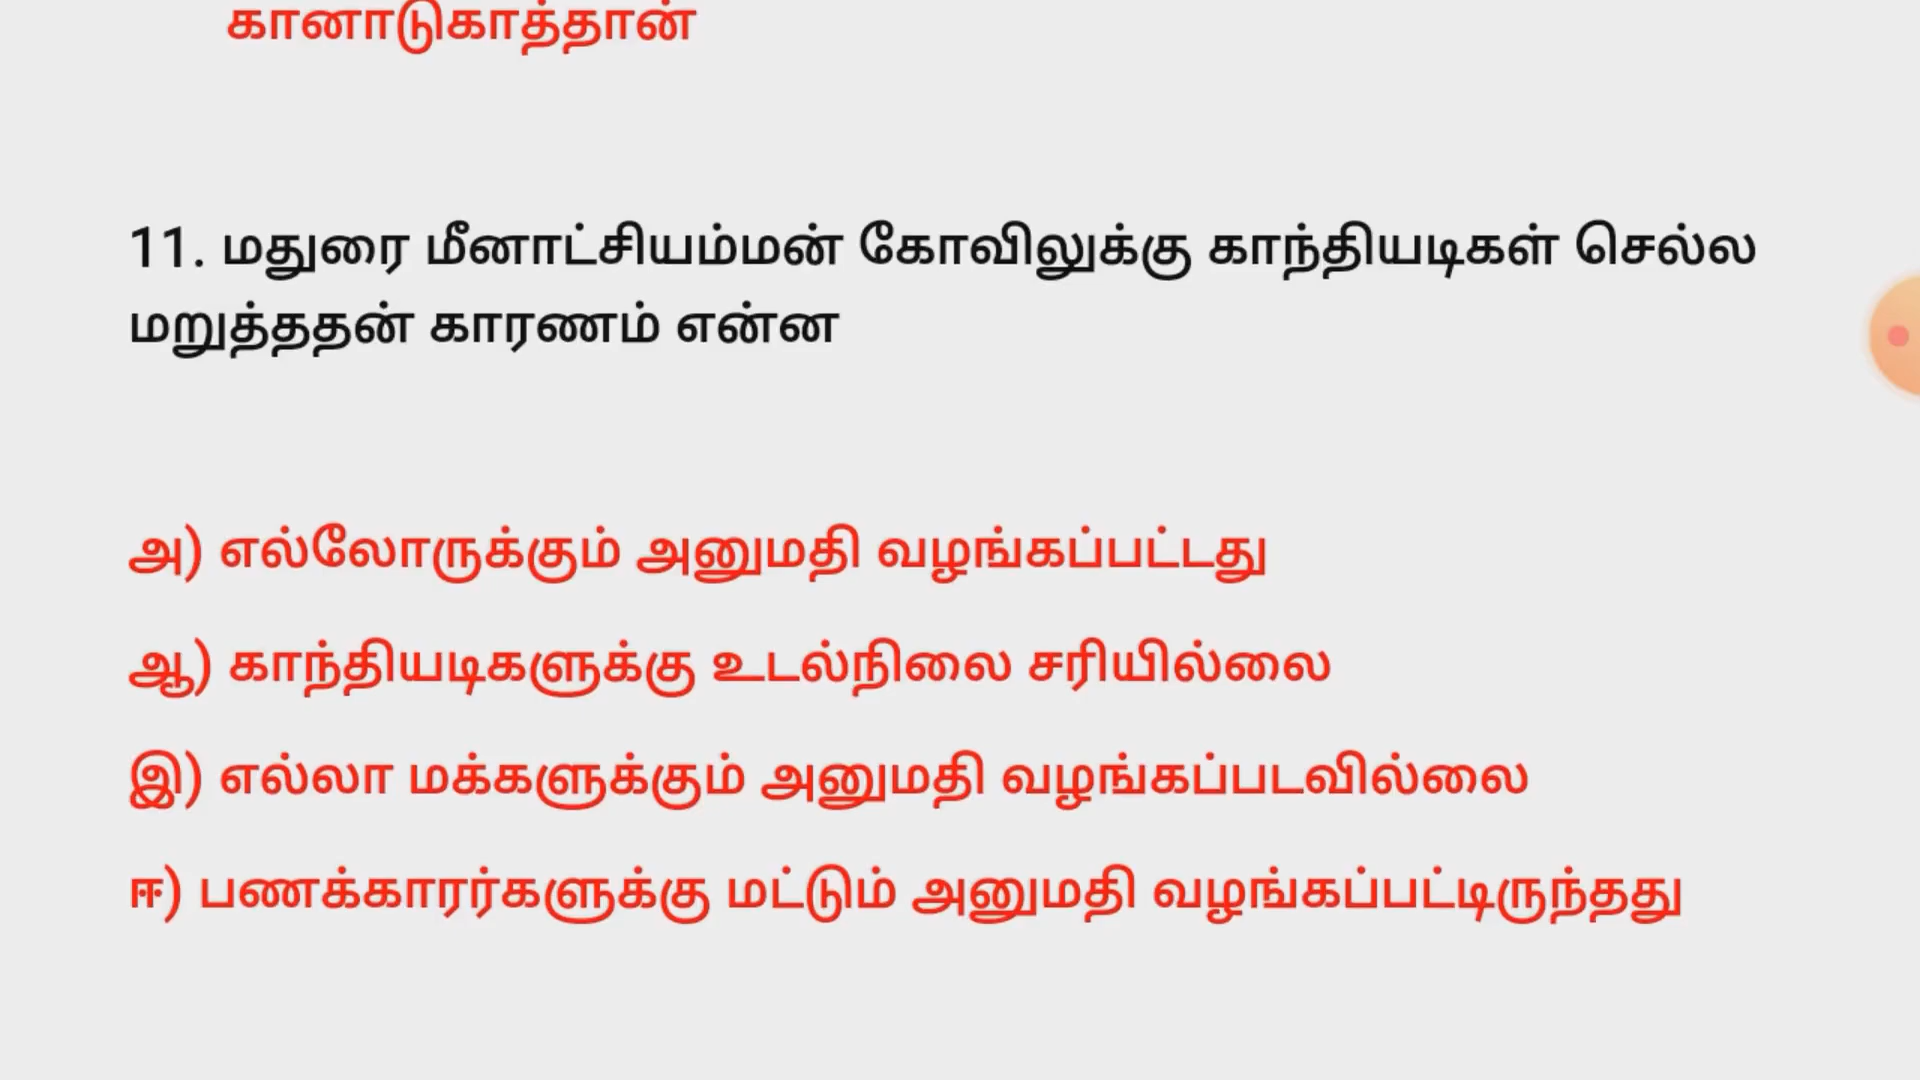 கானாடுகாத்தான்
11. மதுரை மீனாட்சியம்மன் கோவிலுக்கு காந்தியடிகள் செல்ல
மறுத்ததன் காரணம் என்ன
அ) எல்லோருக்கும் அனுமதி வழங்கப்பட்டது
ஆ) காந்தியடிகளுக்கு உடல்நிலை சரியில்லை
இ) எல்லா மக்களுக்கும் அனுமதி வழங்கப்படவில்லை
ஈ) பணக்காரர்களுக்கு மட்டும் அனுமதி வழங்கப்பட்டிருந்தது